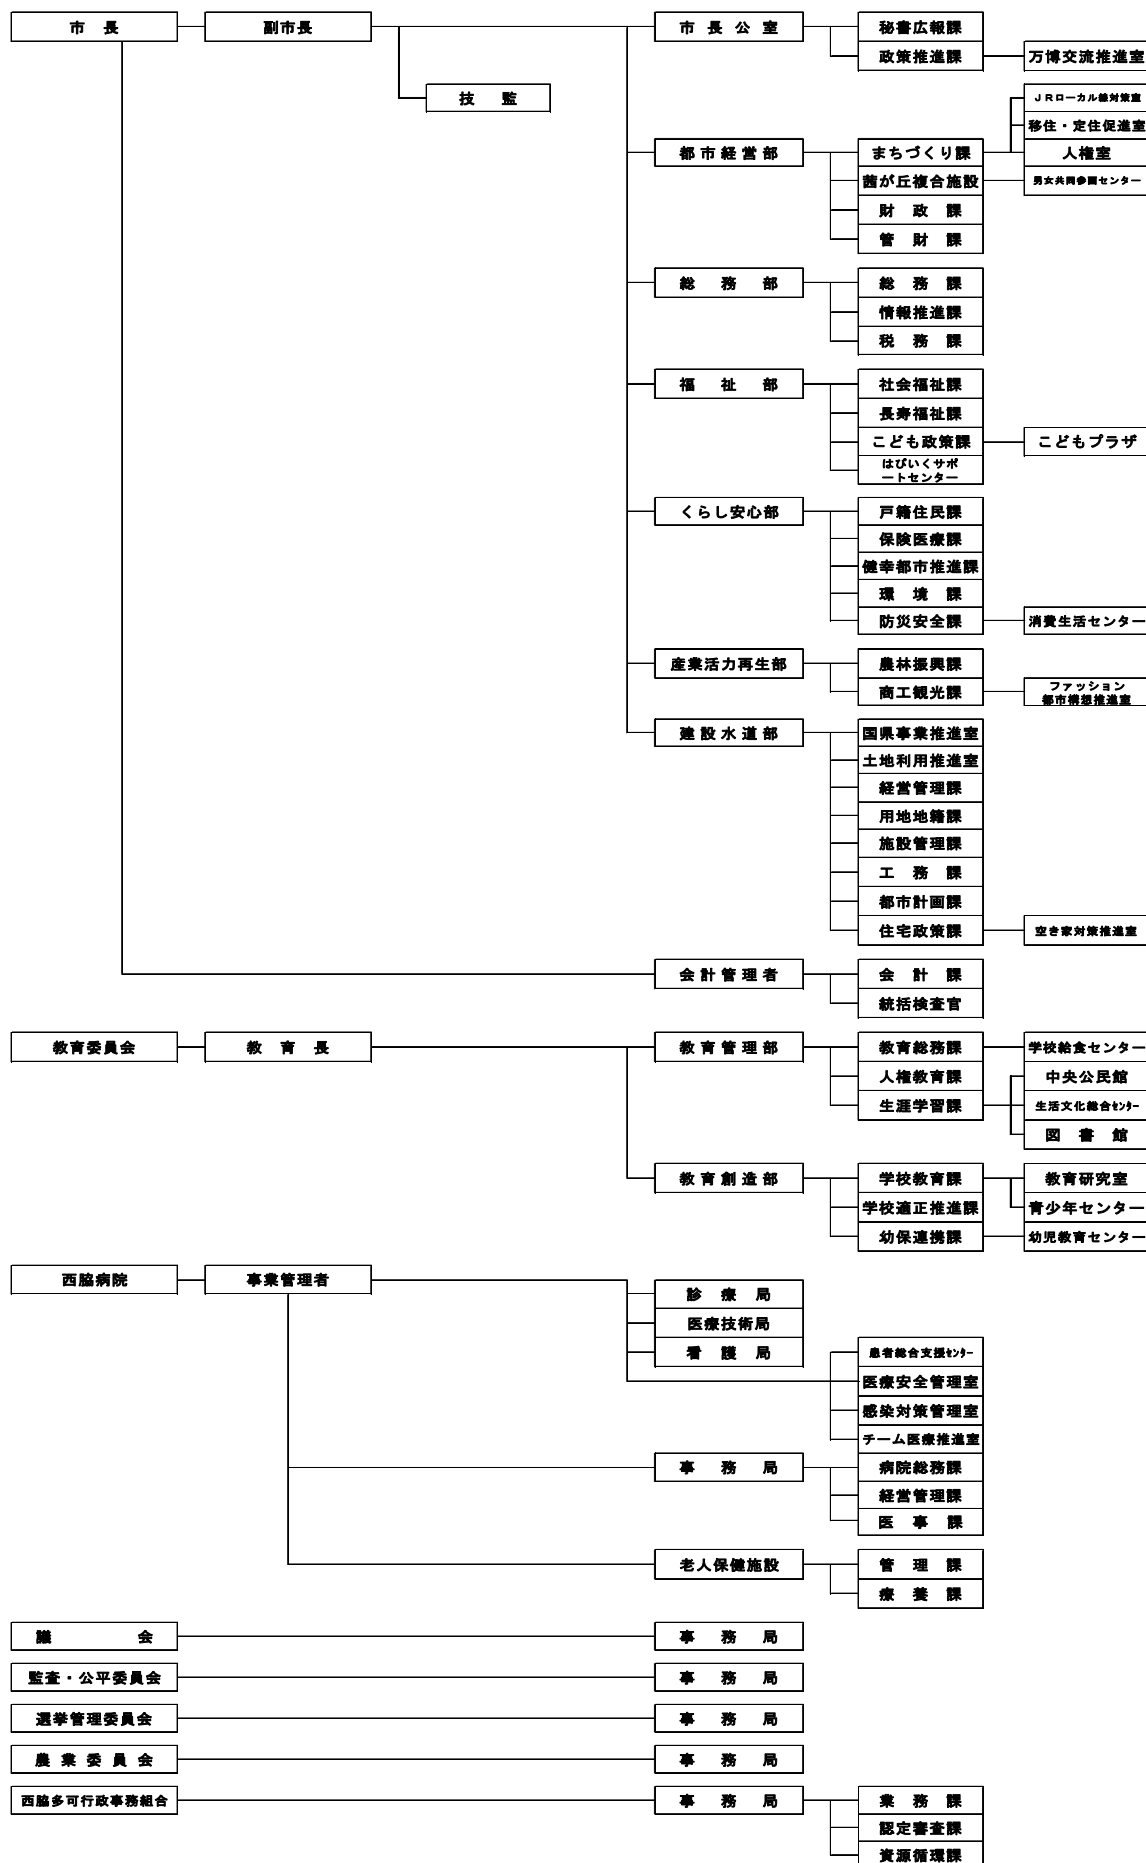 市長
副市長
市長公室
秘書広報課
政策推進課
万博交流推進室
技監
JRローカル線対策室
移住・定住促進室
都市経営部
まちづくり課
人権室
茜が丘複合施設
男女共同参画センター
財政課
管財課
総務部
総務課
情報推進課
税務課
福祉部
社会福祉課
長寿福祉課
こども政策課
こどもプラザ
はぴいくサポ
ートセンター
くらし安心部
戸籍住民課
保険医療課
健幸都市推進課
環境課
防災安全課
消費生活センター
産業活力再生部
農林振興課
商工観光課
ファッション
都市構想推進室
建設水道部
国県事業推進室
土地利用推進室
経営管理課
用地地籍課
施設管理課
工務課
都市計画課
住宅政策課
空き家対策推進室
会計管理者
会計課
統括検査官
教育委員会
教育長
教育管理部
教育総務課
学校給食センター
人権教育課
中央公民館
生涯学習課
生活文化総合センター
図書館
教育創造部
学校教育課
教育研究室
学校適正推進課
青少年センター
幼保連携課
幼児教育センター
西脇病院
事業管理者
診療局
医療技術局
看護局
患者総合支援センター
医療安全管理室
感染対策管理室
チーム医療推進室
事務局
病院総務課
経営管理課
医事課
老人保健施設
管理課
療養課
議会
事務局
監査・公平委員会
事務局
選挙管理委員会
事務局
農業委員会
事務局
西脇多可行政事務組合
事務局
業務課
認定審査課
資源循環課